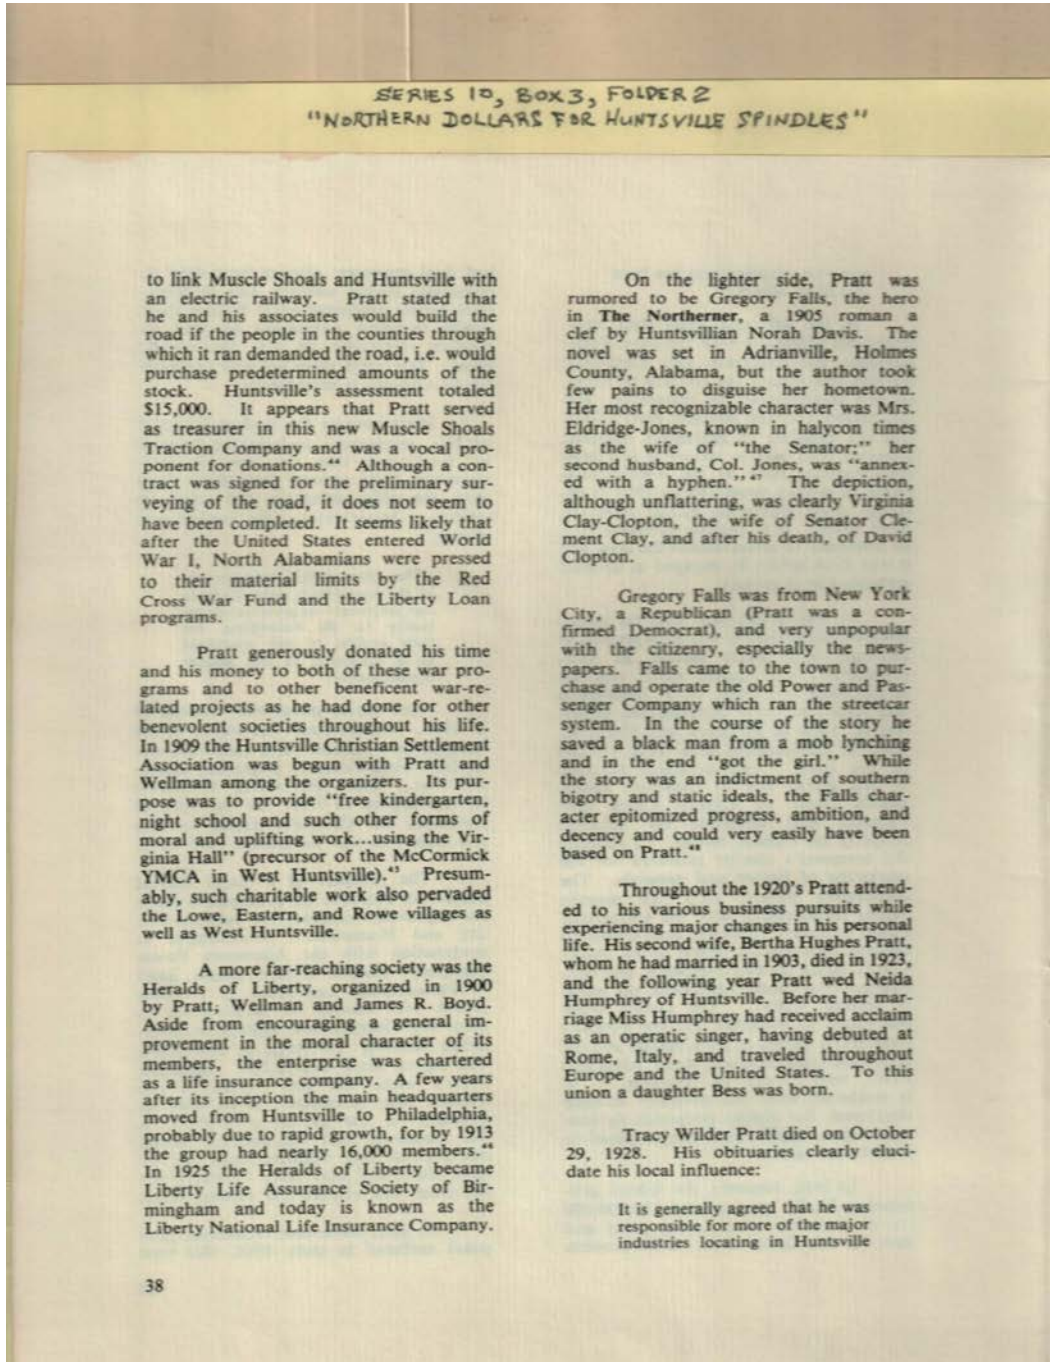 SERIES 10, BOX 3, FOLDER 2
"NORTHERN DOLLARS FOR HUNTSVILLE SPINDLES"
to link Muscle Shoals and Huntsville with
an electric railway. Pratt stated that
he and his associates would build the
road if the people in the counties through
which it ran demanded the road, i.e. would
purchase predetermined amounts of the
stock. Huntsville's assessment totaled
$15,000. It appears that Pratt served
as treasurer in this new Muscle Shoals
Traction Company and was a vocal pro-
ponent for donations.⁴⁴ Although a con-
tract was signed for the preliminary sur-
veying of the road, it does not seem to
have been completed. It seems likely that
after the United States entered World
War I, North Alabamians were pressed
to their material limits by the Red
Cross War Fund and the Liberty Loan
programs.
Pratt generously donated his time
and his money to both of these war pro-
grams and to other beneficent war-re-
lated projects as he had done for other
benevolent societies throughout his life.
In 1909 the Huntsville Christian Settlement
Association was begun with Pratt and
Wellman among the organizers. Its pur-
pose was to provide "free kindergarten,
night school and such other forms of
moral and uplifting work...using the Vir-
ginia Hall" (precursor of the McCormick
YMCA in West Huntsville).⁴⁵ Presum-
ably, such charitable work also pervaded
the Lowe, Eastern, and Rowe villages as
well as West Huntsville.
A more far-reaching society was the
Heralds of Liberty, organized in 1900
by Pratt, Wellman and James R. Boyd.
Aside from encouraging a general im-
provement in the moral character of its
members, the enterprise was chartered
as a life insurance company. A few years
after its inception the main headquarters
moved from Huntsville to Philadelphia,
probably due to rapid growth, for by 1913
the group had nearly 16,000 members.⁴⁶
In 1925 the Heralds of Liberty became
Liberty Life Assurance Society of Bir-
mingham and today is known as the
Liberty National Life Insurance Company.
38
On the lighter side, Pratt was
rumored to be Gregory Falls, the hero
in The Northerner, a 1905 roman a
clef by Huntsvillian Norah Davis. The
novel was set in Adrianville, Holmes
County, Alabama, but the author took
few pains to disguise her hometown.
Her most recognizable character was Mrs.
Eldridge-Jones, known in halycon times
as the wife of "the Senator;" her
second husband, Col. Jones, was "annex-
ed with a hyphen."⁴⁷ The depiction,
although unflattering, was clearly Virginia
Clay-Clopton, the wife of Senator Cle-
ment Clay, and after his death, of David
Clopton.
Gregory Falls was from New York
City, a Republican (Pratt was a con-
firmed Democrat), and very unpopular
with the citizenry, especially the news-
papers. Falls came to the town to pur-
chase and operate the old Power and Pas-
senger Company which ran the streetcar
system. In the course of the story he
saved a black man from a mob lynching
and in the end "got the girl." While
the story was an indictment of southern
bigotry and static ideals, the Falls char-
acter epitomized progress, ambition, and
decency and could very easily have been
based on Pratt.⁴⁸
Throughout the 1920's Pratt attend-
ed to his various business pursuits while
experiencing major changes in his personal
life. His second wife, Bertha Hughes Pratt,
whom he had married in 1903, died in 1923,
and the following year Pratt wed Neida
Humphrey of Huntsville. Before her mar-
riage Miss Humphrey had received acclaim
as an operatic singer, having debuted at
Rome, Italy, and traveled throughout
Europe and the United States. To this
union a daughter Bess was born.
Tracy Wilder Pratt died on October
29, 1928. His obituaries clearly eluci-
date his local influence:
It is generally agreed that he was
responsible for more of the major
industries locating in Huntsville